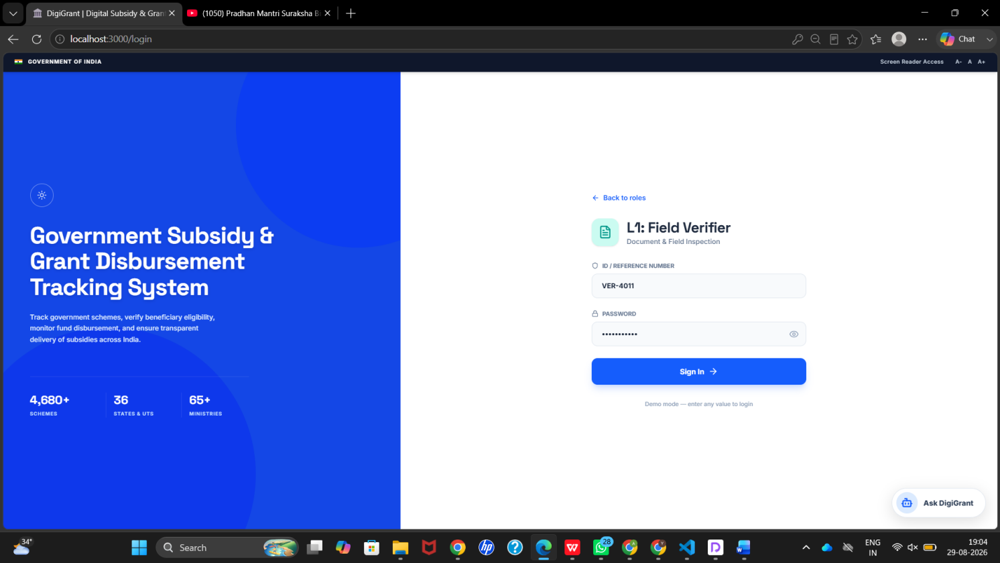 DigiGrant | Digital Subsidy & Grant
(1050) Pradhan Mantri Suraksha Bi
localhost:3000/login
Chat
GOVERNMENT OF INDIA
Screen Reader Access A- A A+
Government Subsidy &
Grant Disbursement
Tracking System
Track government schemes, verify beneficiary eligibility,
monitor fund disbursement, and ensure transparent
delivery of subsidies across India.
4,680+ 36 65+
SCHEMES STATES & UTS MINISTRIES
Back to roles
L1: Field Verifier
Document & Field Inspection
ID / REFERENCE NUMBER
VER-4011
PASSWORD
•••••••••••
Sign In
Demo mode — enter any value to login
Ask DigiGrant
34°
Search
hp
W
28
A
Y
D
W
ENG
IN
19:04
29-08-2026